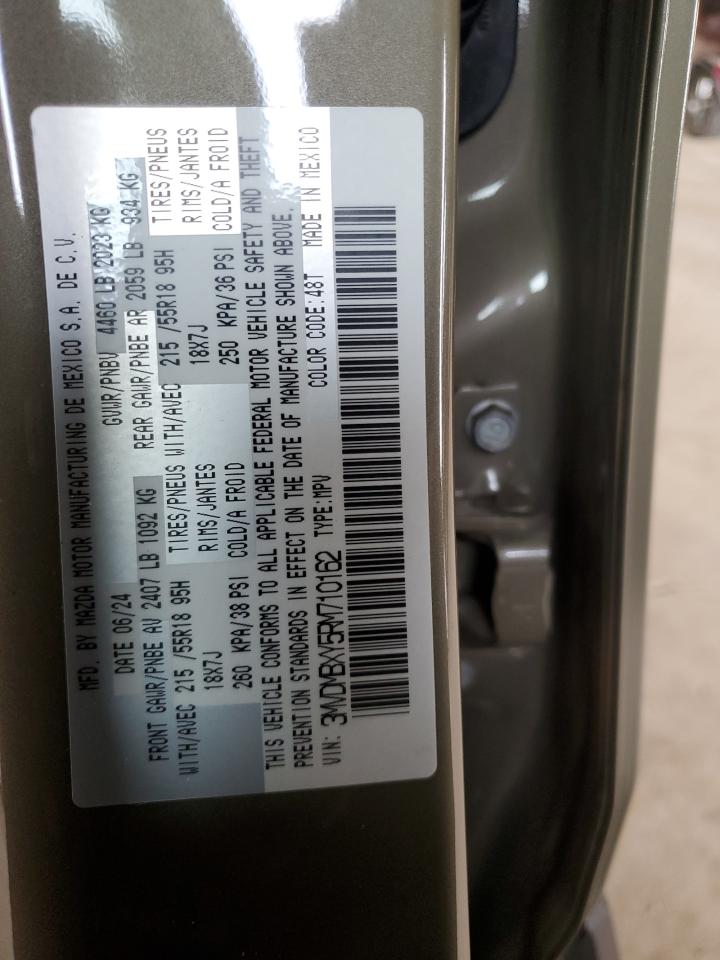 MFD. BY MAZDA MOTOR MANUFACTURING DE MEXICO S.A. DE C.V.
DATE 06/24 GVWR/PNBV 4460 LB 2023 KG
FRONT GAWR/PNBE AV 2407 LB 1092 KG REAR GAWR/PNBE AR 2059 LB 934 KG
WITH/AVEC 215 /55R18 95H TIRES/PNEUS WITH/AVEC 215 /55R18 95H TIRES/PNEUS
18X7J RIMS/JANTES 18X7J RIMS/JANTES
260 KPA/38 PSI COLD/A FROID 250 KPA/36 PSI COLD/A FROID
THIS VEHICLE CONFORMS TO ALL APPLICABLE FEDERAL MOTOR VEHICLE SAFETY AND THEFT
PREVENTION STANDARDS IN EFFECT ON THE DATE OF MANUFACTURE SHOWN ABOVE.
VIN: 3MVDMBXY5RM710162 TYPE:MPV COLOR CODE:48T MADE IN MEXICO